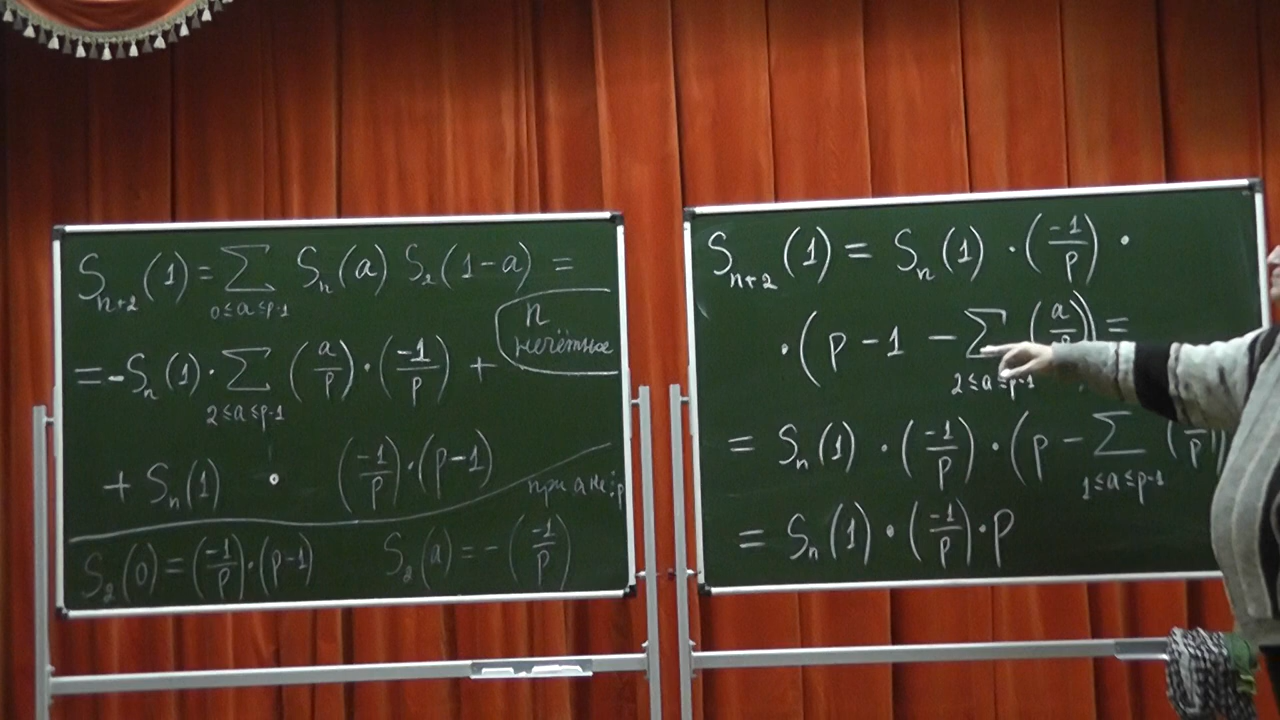 S_{n+2}(1) = ∑_{0≤a≤p-1} S_n(a) S_2(1-a) =
n нечётное
= -S_n(1) · ∑_{2≤a≤p-1} (a/p) · (-1/p) +
+ S_n(1) · (-1/p) · (p-1)
при a не ⋮ p
S_2(0) = (-1/p) · (p-1) S_2(a) = -(-1/p)
S_{n+2}(1) = S_n(1) · (-1/p) ·
· (p - 1 - ∑_{2≤a≤p-1} (a/p)) =
= S_n(1) · (-1/p) · (p - ∑_{1≤a≤p-1} (
= S_n(1) · (-1/p) · p